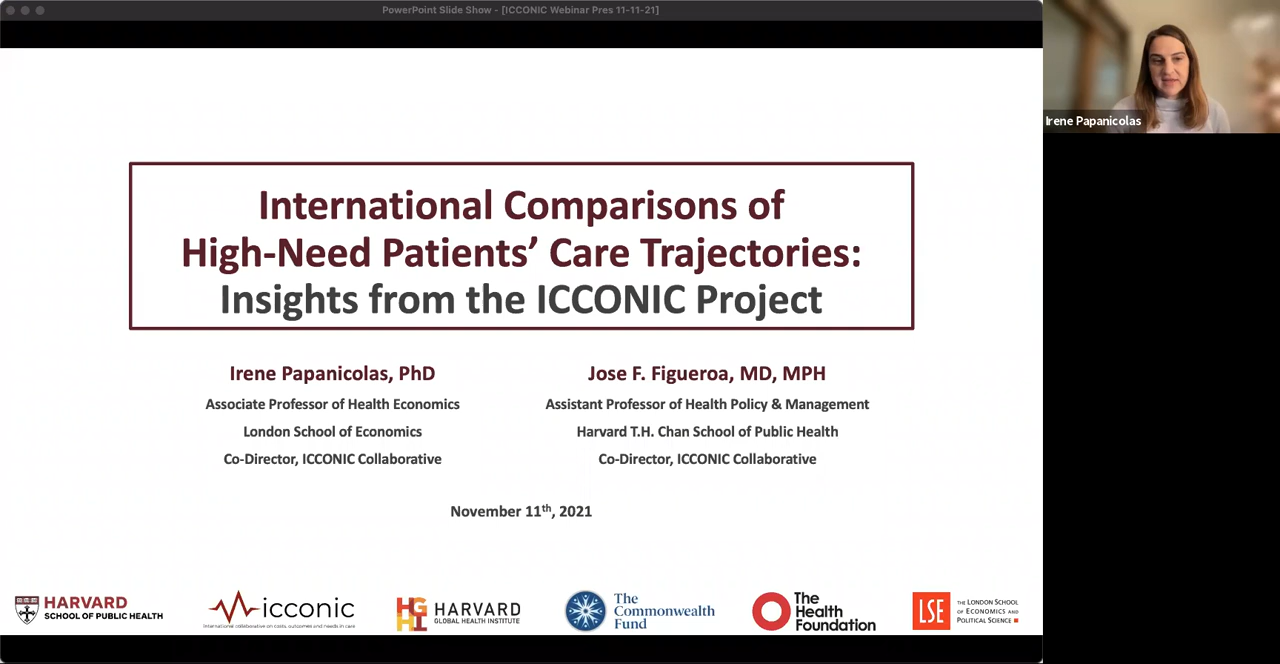 PowerPoint Slide Show - [ICCONIC Webinar Pres 11-11-21]
Irene Papanicolas
International Comparisons of
High-Need Patients’ Care Trajectories:
Insights from the ICCONIC Project
Irene Papanicolas, PhD
Associate Professor of Health Economics
London School of Economics
Co-Director, ICCONIC Collaborative
Jose F. Figueroa, MD, MPH
Assistant Professor of Health Policy & Management
Harvard T.H. Chan School of Public Health
Co-Director, ICCONIC Collaborative
November 11th, 2021
HARVARD
SCHOOL OF PUBLIC HEALTH
icconic
International collaborative on costs, outcomes and needs in care
HGHI
HARVARD
GLOBAL HEALTH INSTITUTE
The
Commonwealth
Fund
The
Health
Foundation
LSE
THE LONDON SCHOOL
OF ECONOMICS AND
POLITICAL SCIENCE